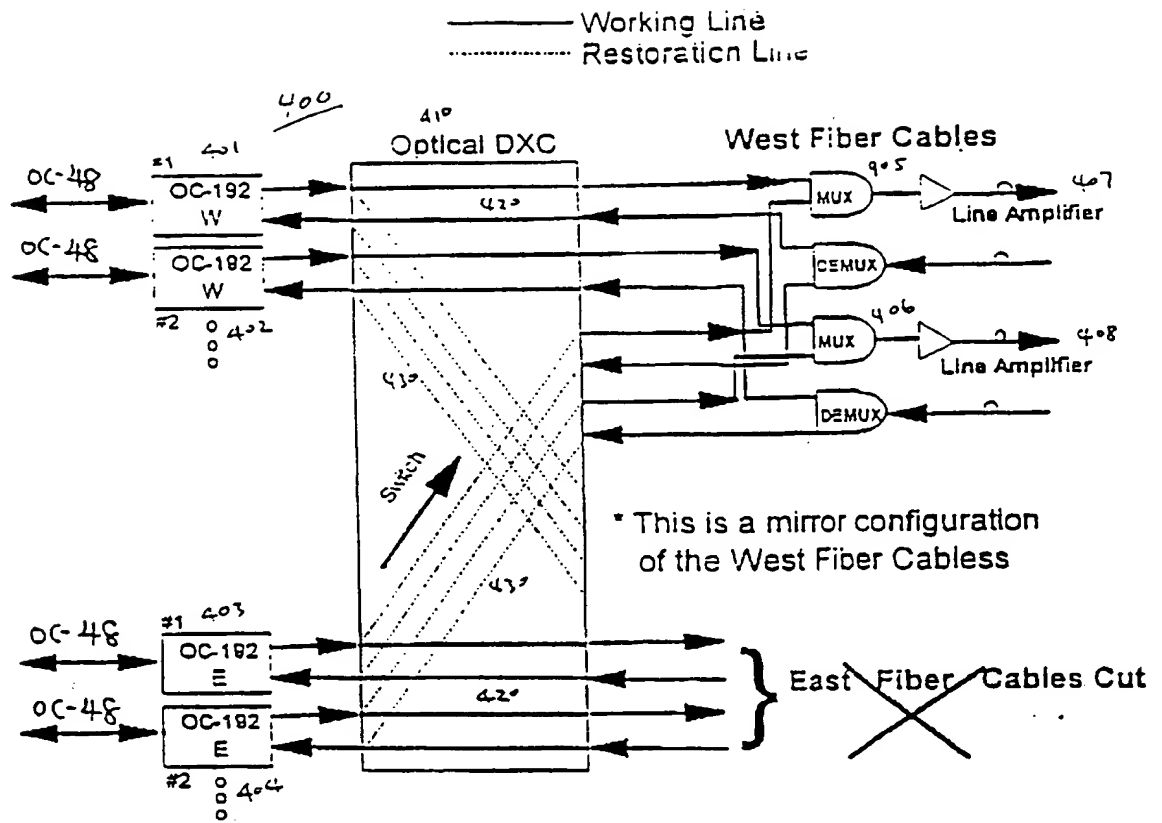 Working Line
Restoration Line
400
410
Optical DXC
West Fiber Cables
#1 401
OC-48
OC-192
W
420
905
MUX
407
Line Amplifier
OC-48
OC-192
W
DEMUX
#2 402
406
MUX
408
Line Amplifier
430
DEMUX
Switch
* This is a mirror configuration
of the West Fiber Cabless
430
#1 403
OC-48
OC-192
E
420
East Fiber Cables Cut
OC-48
OC-192
E
#2 404